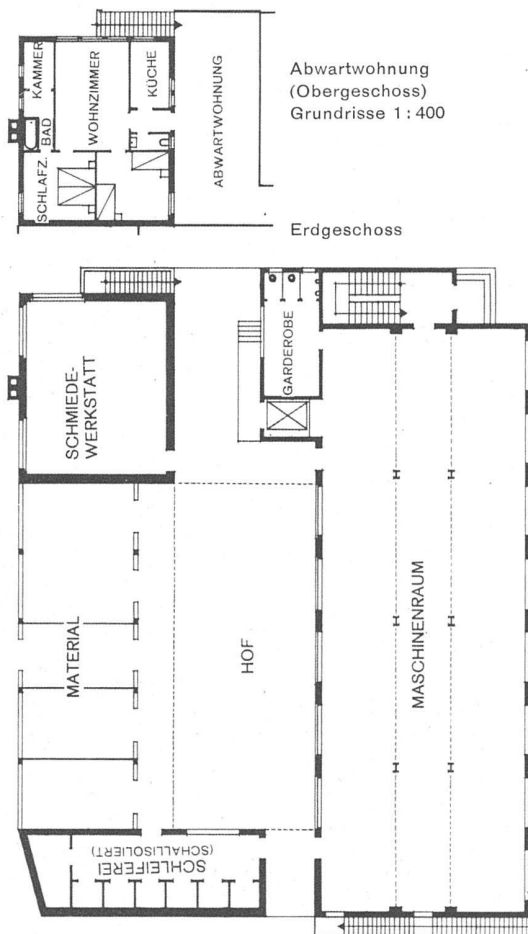 KAMMER
BAD
WOHNZIMMER
KÜCHE
SCHLAFZ.
ABWARTWOHNUNG
Abwartwohnung
(Obergeschoss)
Grundrisse 1 : 400
Erdgeschoss
SCHMIEDE-
WERKSTATT
GARDEROBE
MATERIAL
HOF
MASCHINENRAUM
SCHLEIFEREI
(SCHALLISOLIERT)